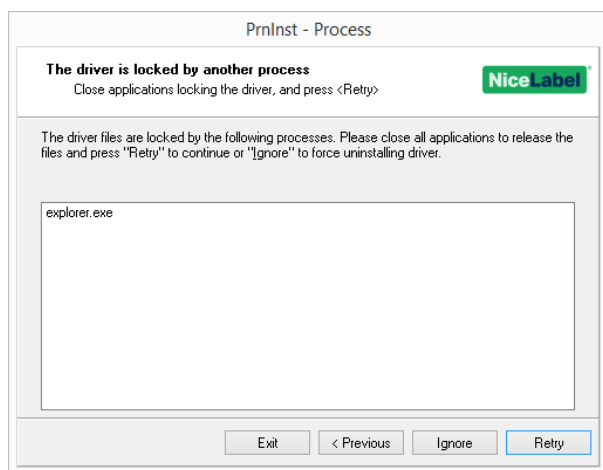 PrnInst - Process
The driver is locked by another process
Close applications locking the driver, and press <Retry>
NiceLabel
The driver files are locked by the following processes. Please close all applications to release the
files and press "Retry" to continue or "Ignore" to force uninstalling driver.
explorer.exe
Exit
< Previous
Ignore
Retry